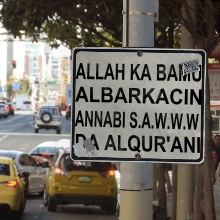 ALLAH KA BAMU
ALBARKACIN
ANNABI S.A.W.W.W
DA ALQUR'ANI